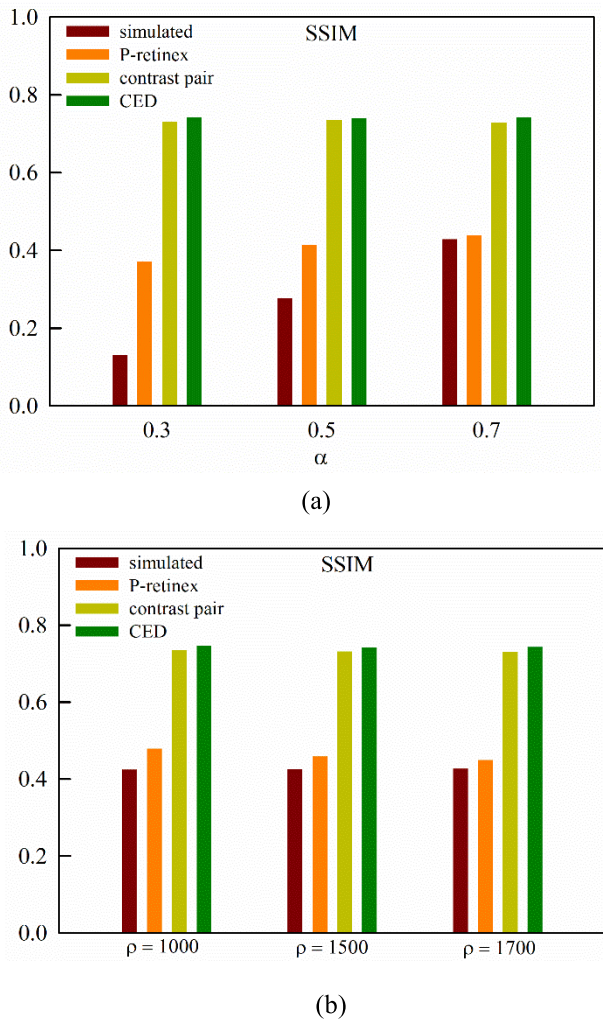 1.0
SSIM
simulated
P-retinex
contrast pair
CED
0.8
0.6
0.4
0.2
0.0
0.3 0.5 0.7
α
(a)
1.0
SSIM
simulated
P-retinex
contrast pair
CED
0.8
0.6
0.4
0.2
0.0
ρ = 1000 ρ = 1500 ρ = 1700
(b)